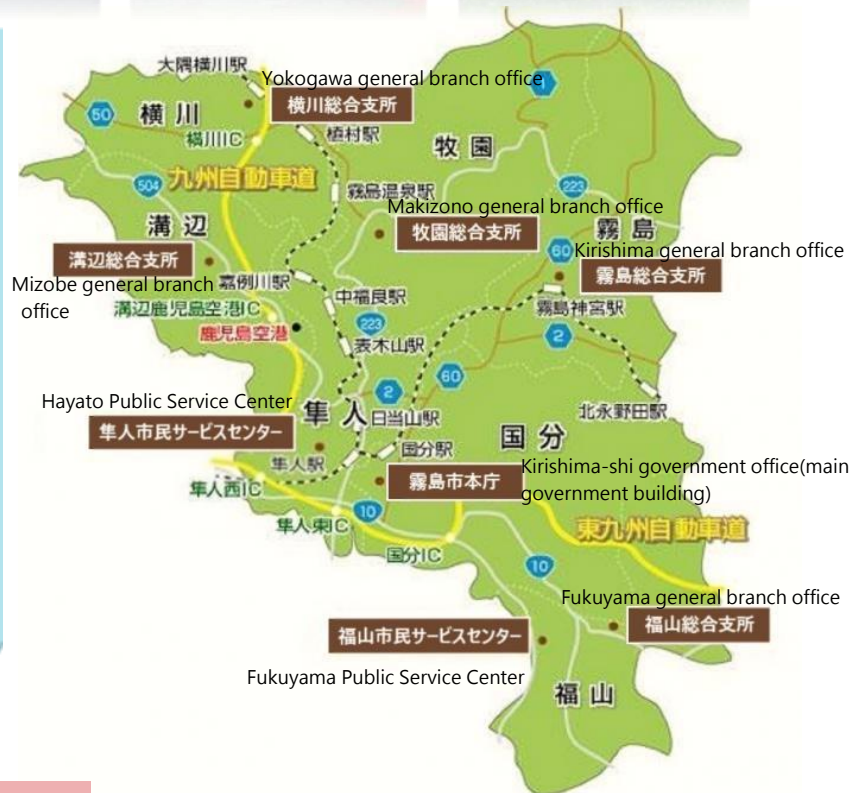 大隅横川駅
Yokogawa general branch office
1
横川総合支所
50
横川
横川IC
植村駅
牧園
504
九州自動車道
霧島温泉駅
223
Makizono general branch office
溝辺
牧園総合支所
霧島
60
Kirishima general branch office
溝辺総合支所
霧島総合支所
Mizobe general branch
office
嘉例川駅
中福良駅
霧島神宮駅
溝辺鹿児島空港IC
鹿児島空港
223
表木山駅
2
60
2
Hayato Public Service Center
隼人
日当山駅
北永野田駅
隼人市民サービスセンター
国分
隼人駅
国分駅
霧島市本庁
Kirishima-shi government office(main
government building)
隼人西IC
10
隼人東IC
東九州自動車道
国分IC
10
Fukuyama general branch office
福山市民サービスセンター
福山総合支所
Fukuyama Public Service Center
福山